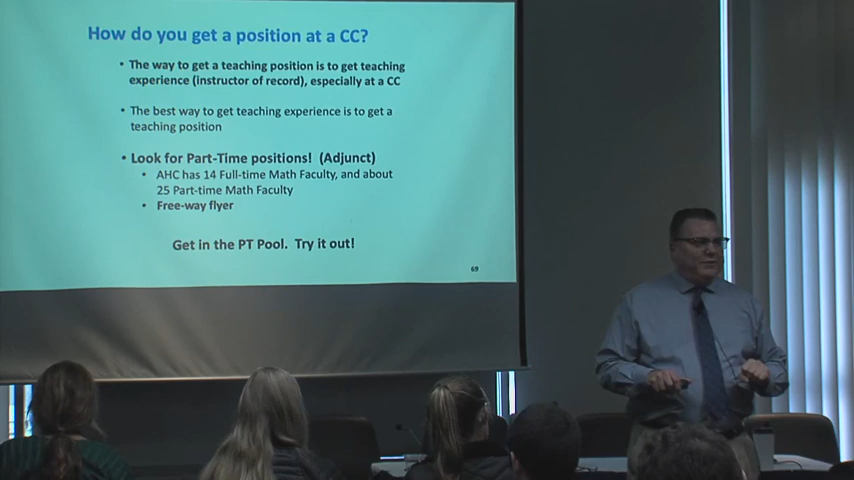 How do you get a position at a CC?
• The way to get a teaching position is to get teaching
experience (instructor of record), especially at a CC
• The best way to get teaching experience is to get a
teaching position
• Look for Part-Time positions! (Adjunct)
• AHC has 14 Full-time Math Faculty, and about
25 Part-time Math Faculty
• Free-way flyer
Get in the PT Pool. Try it out!
69